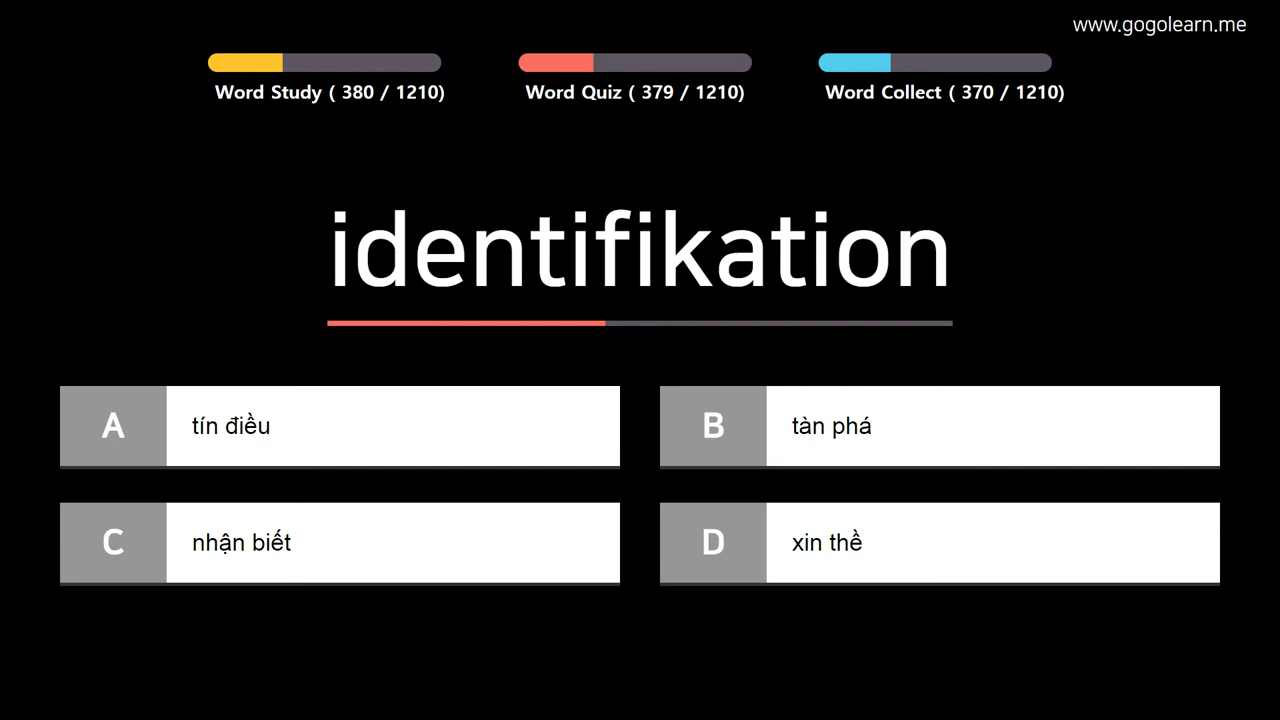 www.gogolearn.me
Word Study ( 380 / 1210)
Word Quiz ( 379 / 1210)
Word Collect ( 370 / 1210)
identifikation
A tín điều
B tàn phá
C nhận biết
D xin thề